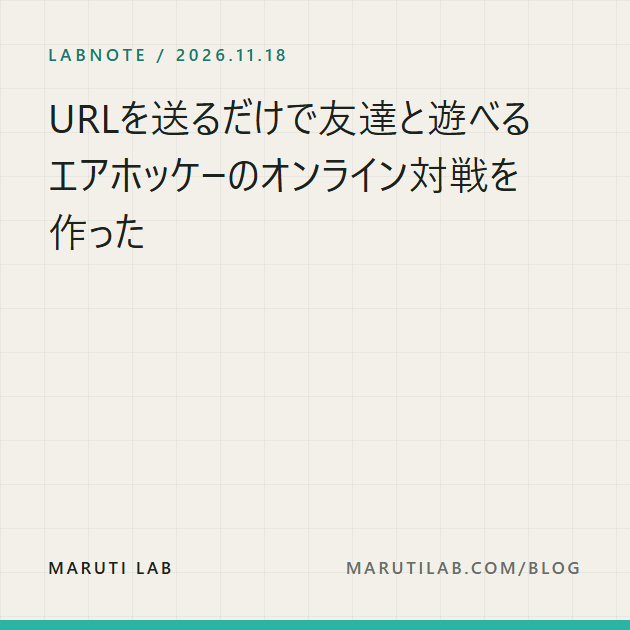 LABNOTE / 2026.11.18
URLを送るだけで友達と遊べる
エアホッケーのオンライン対戦を
作った
MARUTI LAB
MARUTILAB.COM/BLOG